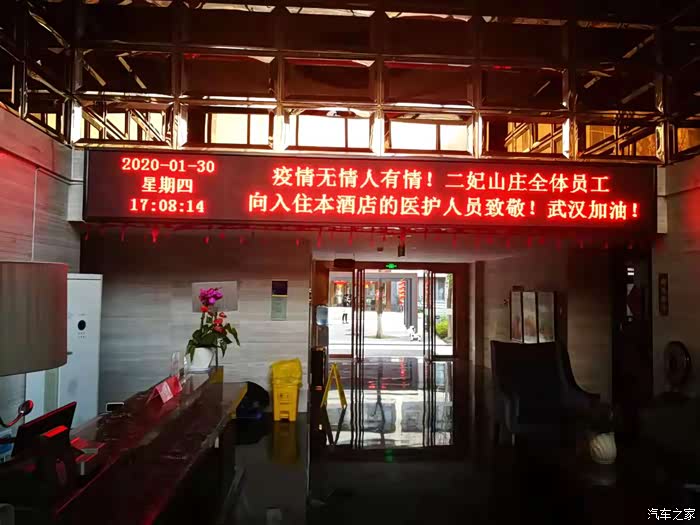 2020-01-30
星期四
17:08:14
疫情无情人有情！二妃山庄全体员工
向入住本酒店的医护人员致敬！武汉加油！
汽车之家